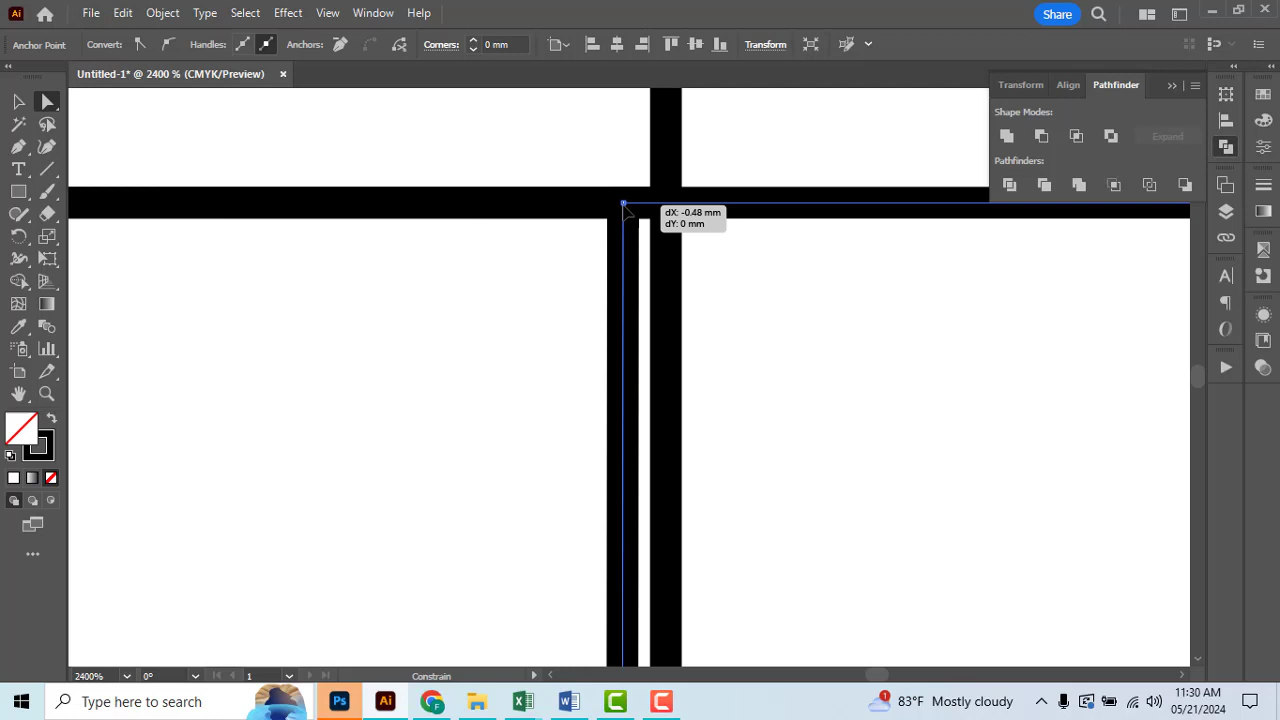 Ai File Edit Object Type Select Effect View Window Help Share
Anchor Point Convert: Handles: Anchors: Corners: 0 mm Transform
Untitled-1* @ 2400 % (CMYK/Preview) ×
Transform Align Pathfinder
Shape Modes:
Expand
Pathfinders:
dX: -0.48 mm
dY: 0 mm
2400% 0° 1 Constrain
Type here to search
Ps Ai 83°F Mostly cloudy
11:30 AM
05/21/2024